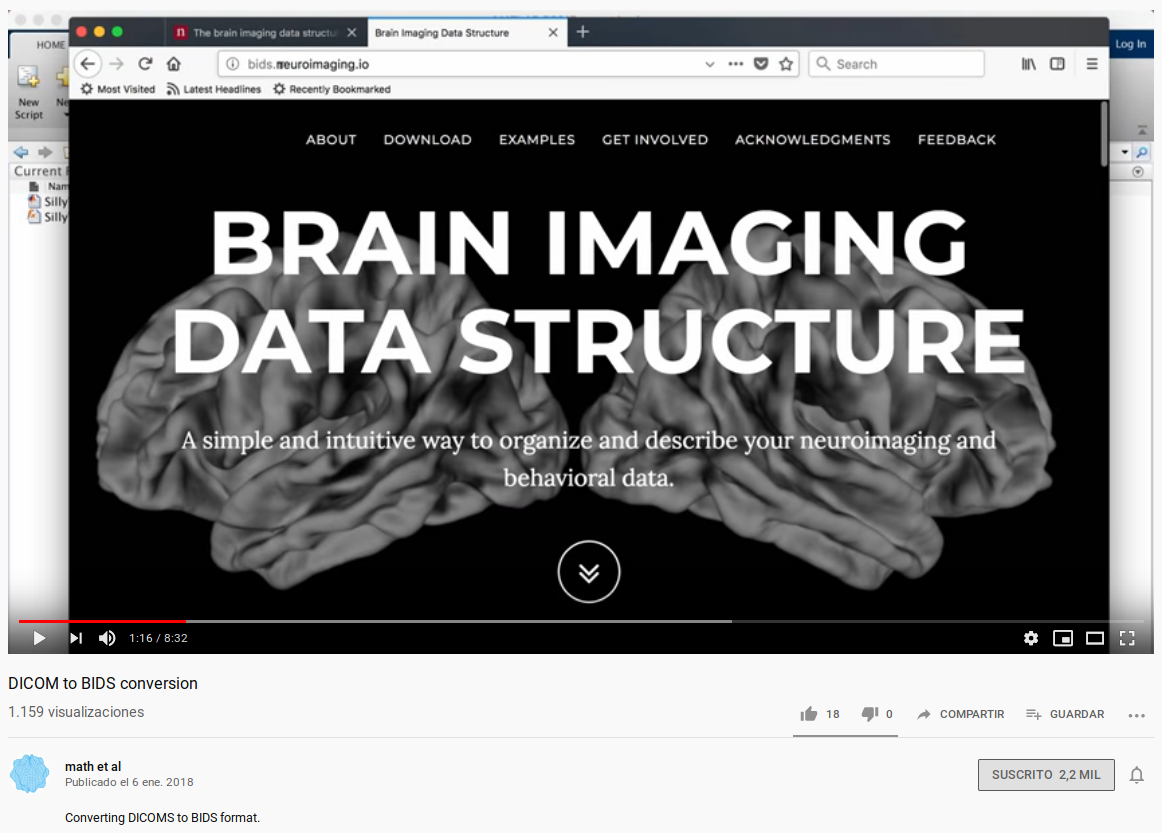 HOME
Log In
New
Script
Ne
Current
Nam
Silly
Silly
The brain imaging data structu
Brain Imaging Data Structure
bids.neuroimaging.io
Search
Most Visited
Latest Headlines
Recently Bookmarked
ABOUT DOWNLOAD EXAMPLES GET INVOLVED ACKNOWLEDGMENTS FEEDBACK
BRAIN IMAGING
DATA STRUCTURE
A simple and intuitive way to organize and describe your neuroimaging and
behavioral data.
1:16 / 8:32
DICOM to BIDS conversion
1.159 visualizaciones
18 0 COMPARTIR GUARDAR
math et al
Publicado el 6 ene. 2018
SUSCRITO 2,2 MIL
Converting DICOMS to BIDS format.